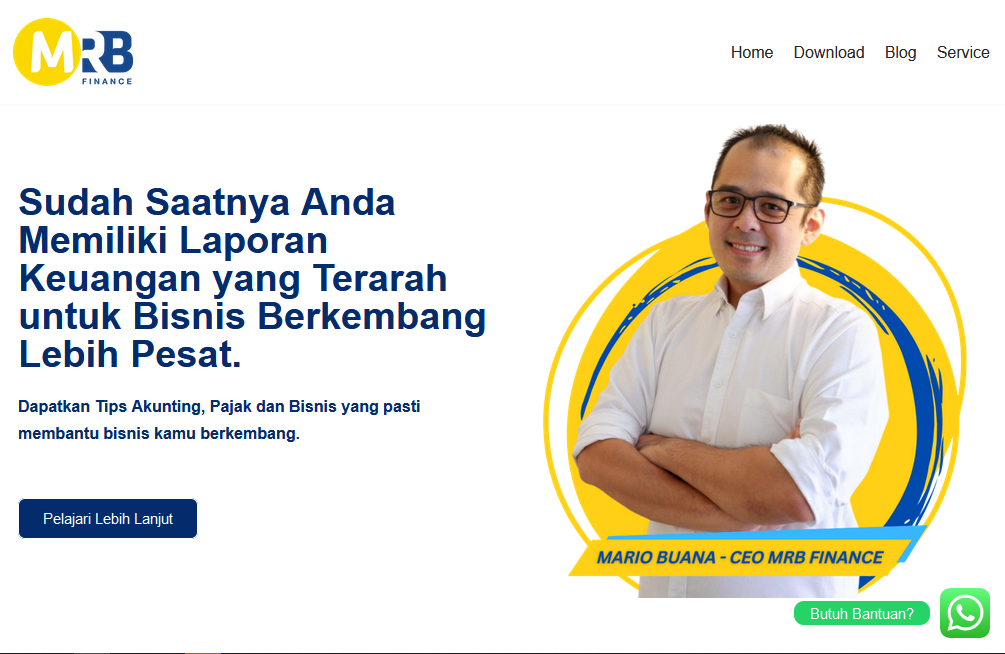 MRB
FINANCE
Home Download Blog Service
Sudah Saatnya Anda
Memiliki Laporan
Keuangan yang Terarah
untuk Bisnis Berkembang
Lebih Pesat.
Dapatkan Tips Akunting, Pajak dan Bisnis yang pasti
membantu bisnis kamu berkembang.
Pelajari Lebih Lanjut
MARIO BUANA - CEO MRB FINANCE
Butuh Bantuan?